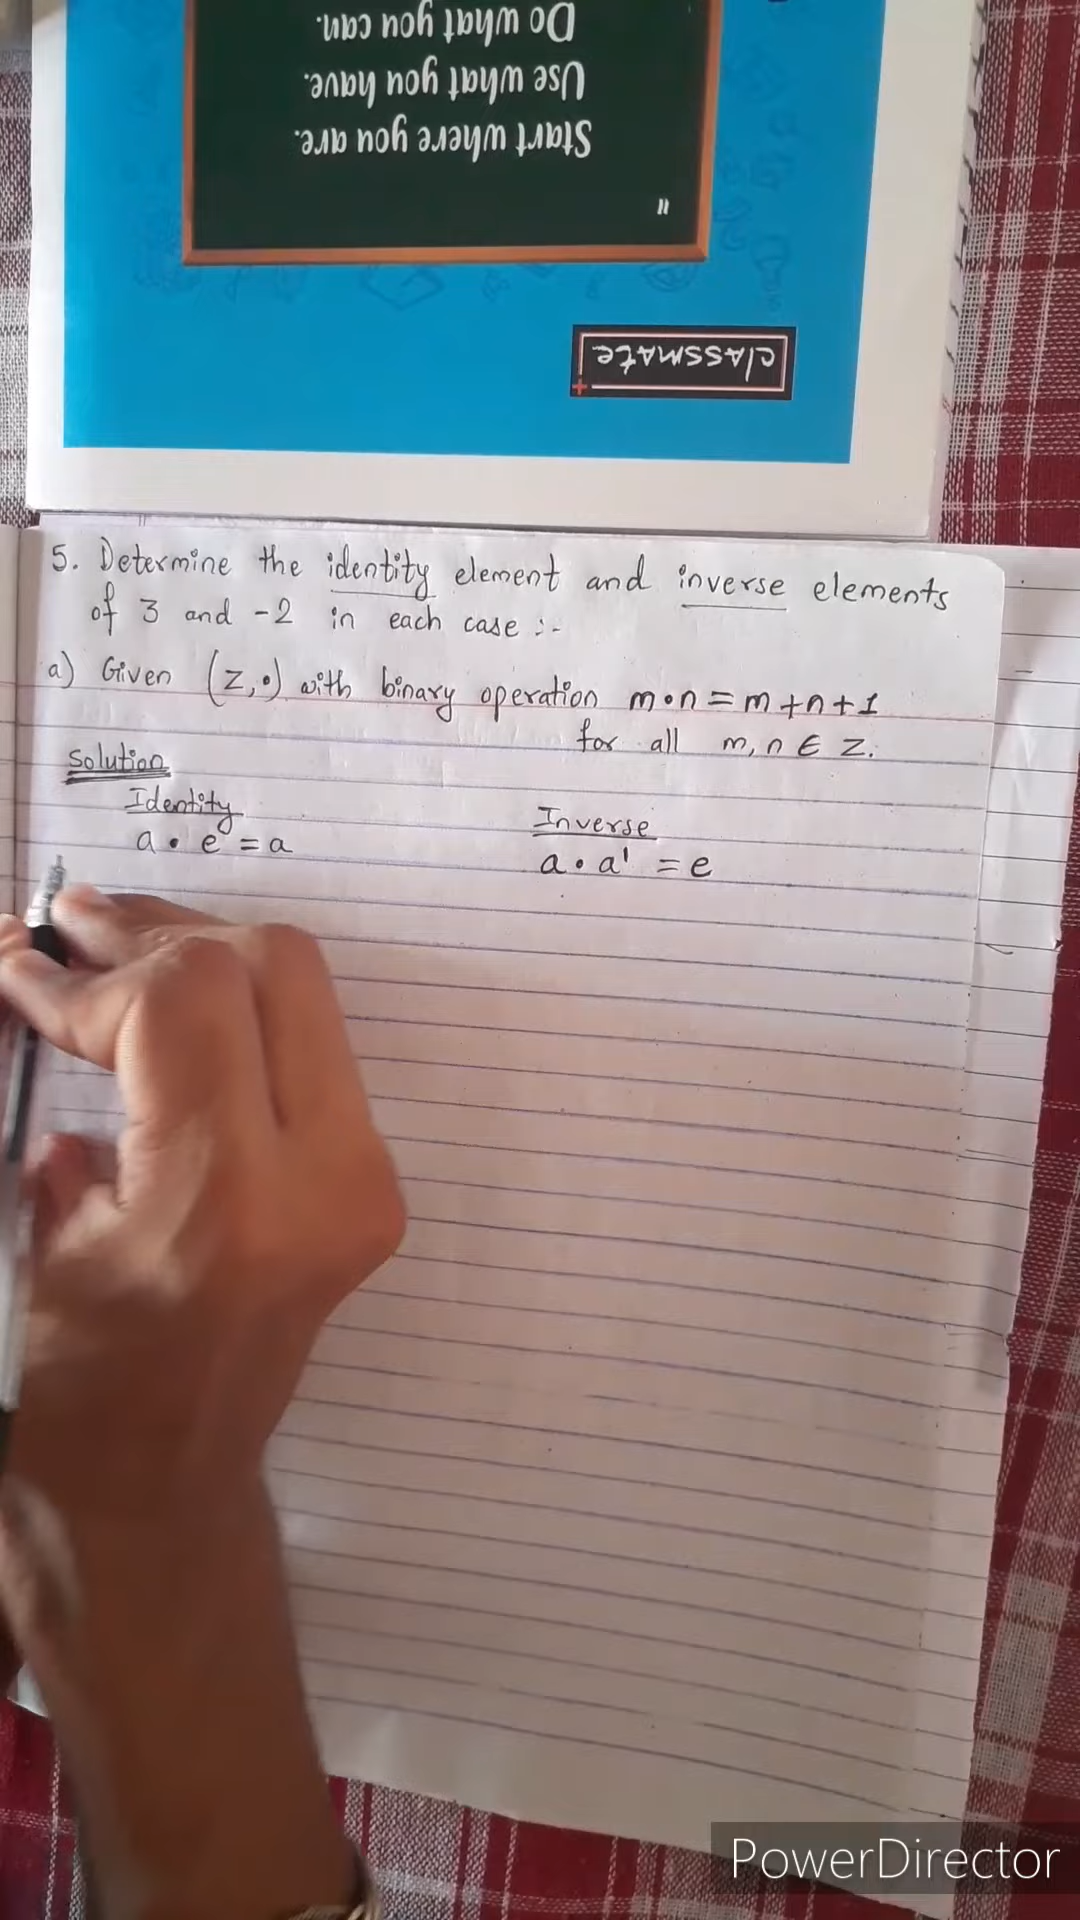 Start where you are.
Use what you have.
Do what you can.
"
classmate
5. Determine the identity element and inverse elements
of 3 and -2 in each case :-
a) Given (Z, •) with binary operation m•n = m+n+1
for all m, n ∈ Z.
Solution
Identity
a • e = a
Inverse
a • a' = e
PowerDirector